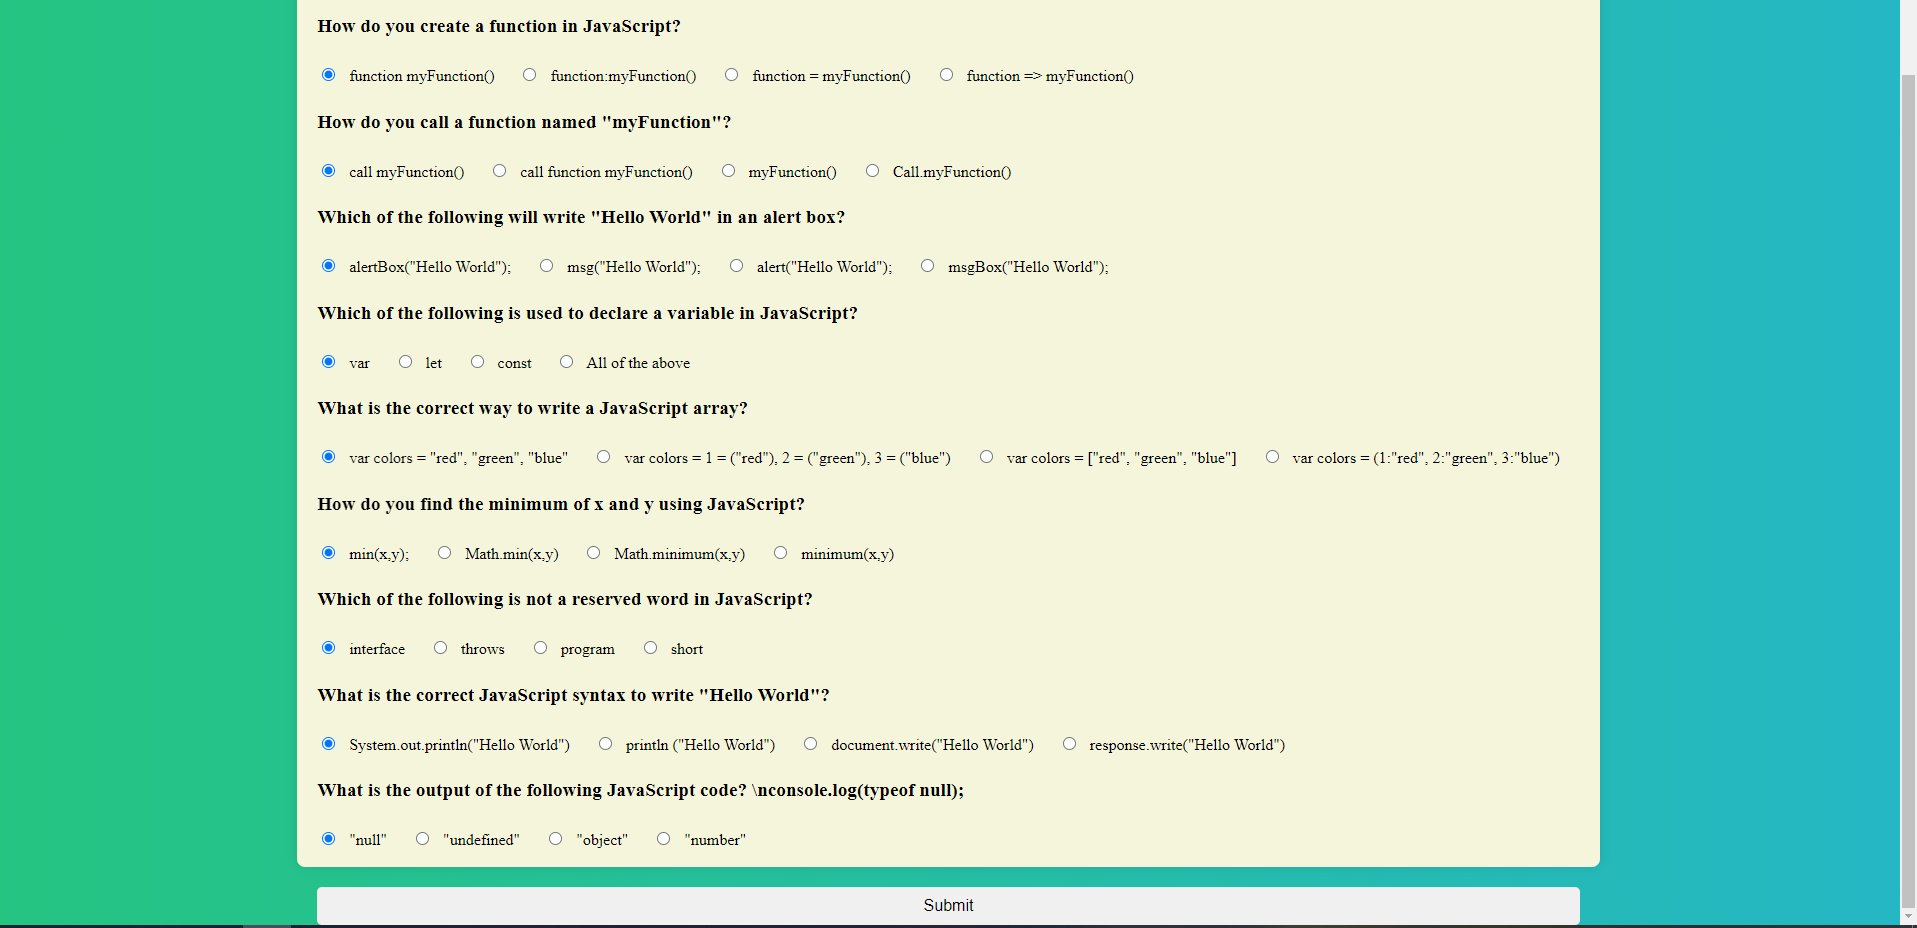 How do you create a function in JavaScript?
function myFunction() function:myFunction() function = myFunction() function => myFunction()
How do you call a function named "myFunction"?
call myFunction() call function myFunction() myFunction() Call.myFunction()
Which of the following will write "Hello World" in an alert box?
alertBox("Hello World"); msg("Hello World"); alert("Hello World"); msgBox("Hello World");
Which of the following is used to declare a variable in JavaScript?
var let const All of the above
What is the correct way to write a JavaScript array?
var colors = "red", "green", "blue" var colors = 1 = ("red"), 2 = ("green"), 3 = ("blue") var colors = ["red", "green", "blue"] var colors = (1:"red", 2:"green", 3:"blue")
How do you find the minimum of x and y using JavaScript?
min(x,y); Math.min(x,y) Math.minimum(x,y) minimum(x,y)
Which of the following is not a reserved word in JavaScript?
interface throws program short
What is the correct JavaScript syntax to write "Hello World"?
System.out.println("Hello World") println ("Hello World") document.write("Hello World") response.write("Hello World")
What is the output of the following JavaScript code? \nconsole.log(typeof null);
"null" "undefined" "object" "number"
Submit